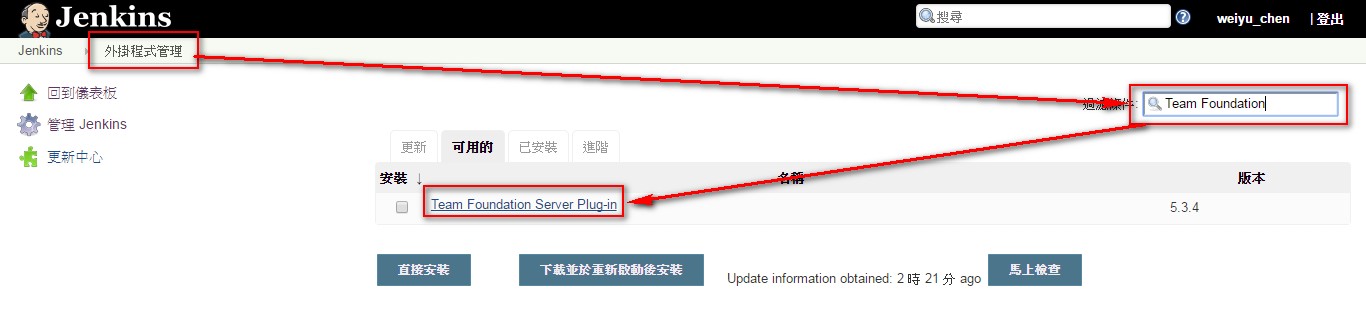 Jenkins
搜尋
weiyu_chen | 登出
Jenkins 外掛程式管理
回到儀表板
管理 Jenkins
更新中心
過濾條件: Team Foundation
更新 可用的 已安裝 進階
安裝 ↓ 名稱 版本
Team Foundation Server Plug-in 5.3.4
直接安裝 下載並於重新啟動後安裝 Update information obtained: 2 時 21 分 ago 馬上檢查